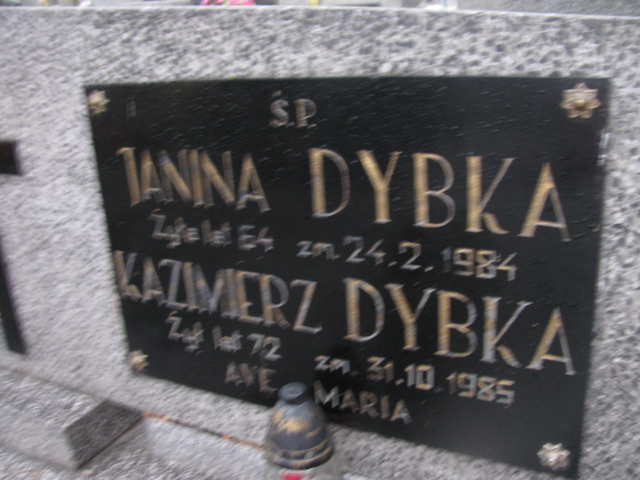 Ś.P.
JANINA DYBKA
Żyła lat 64 zm. 24.2.1984
KAZIMIERZ DYBKA
Żył lat 72 zm. 31.10.1985
AVE MARIA